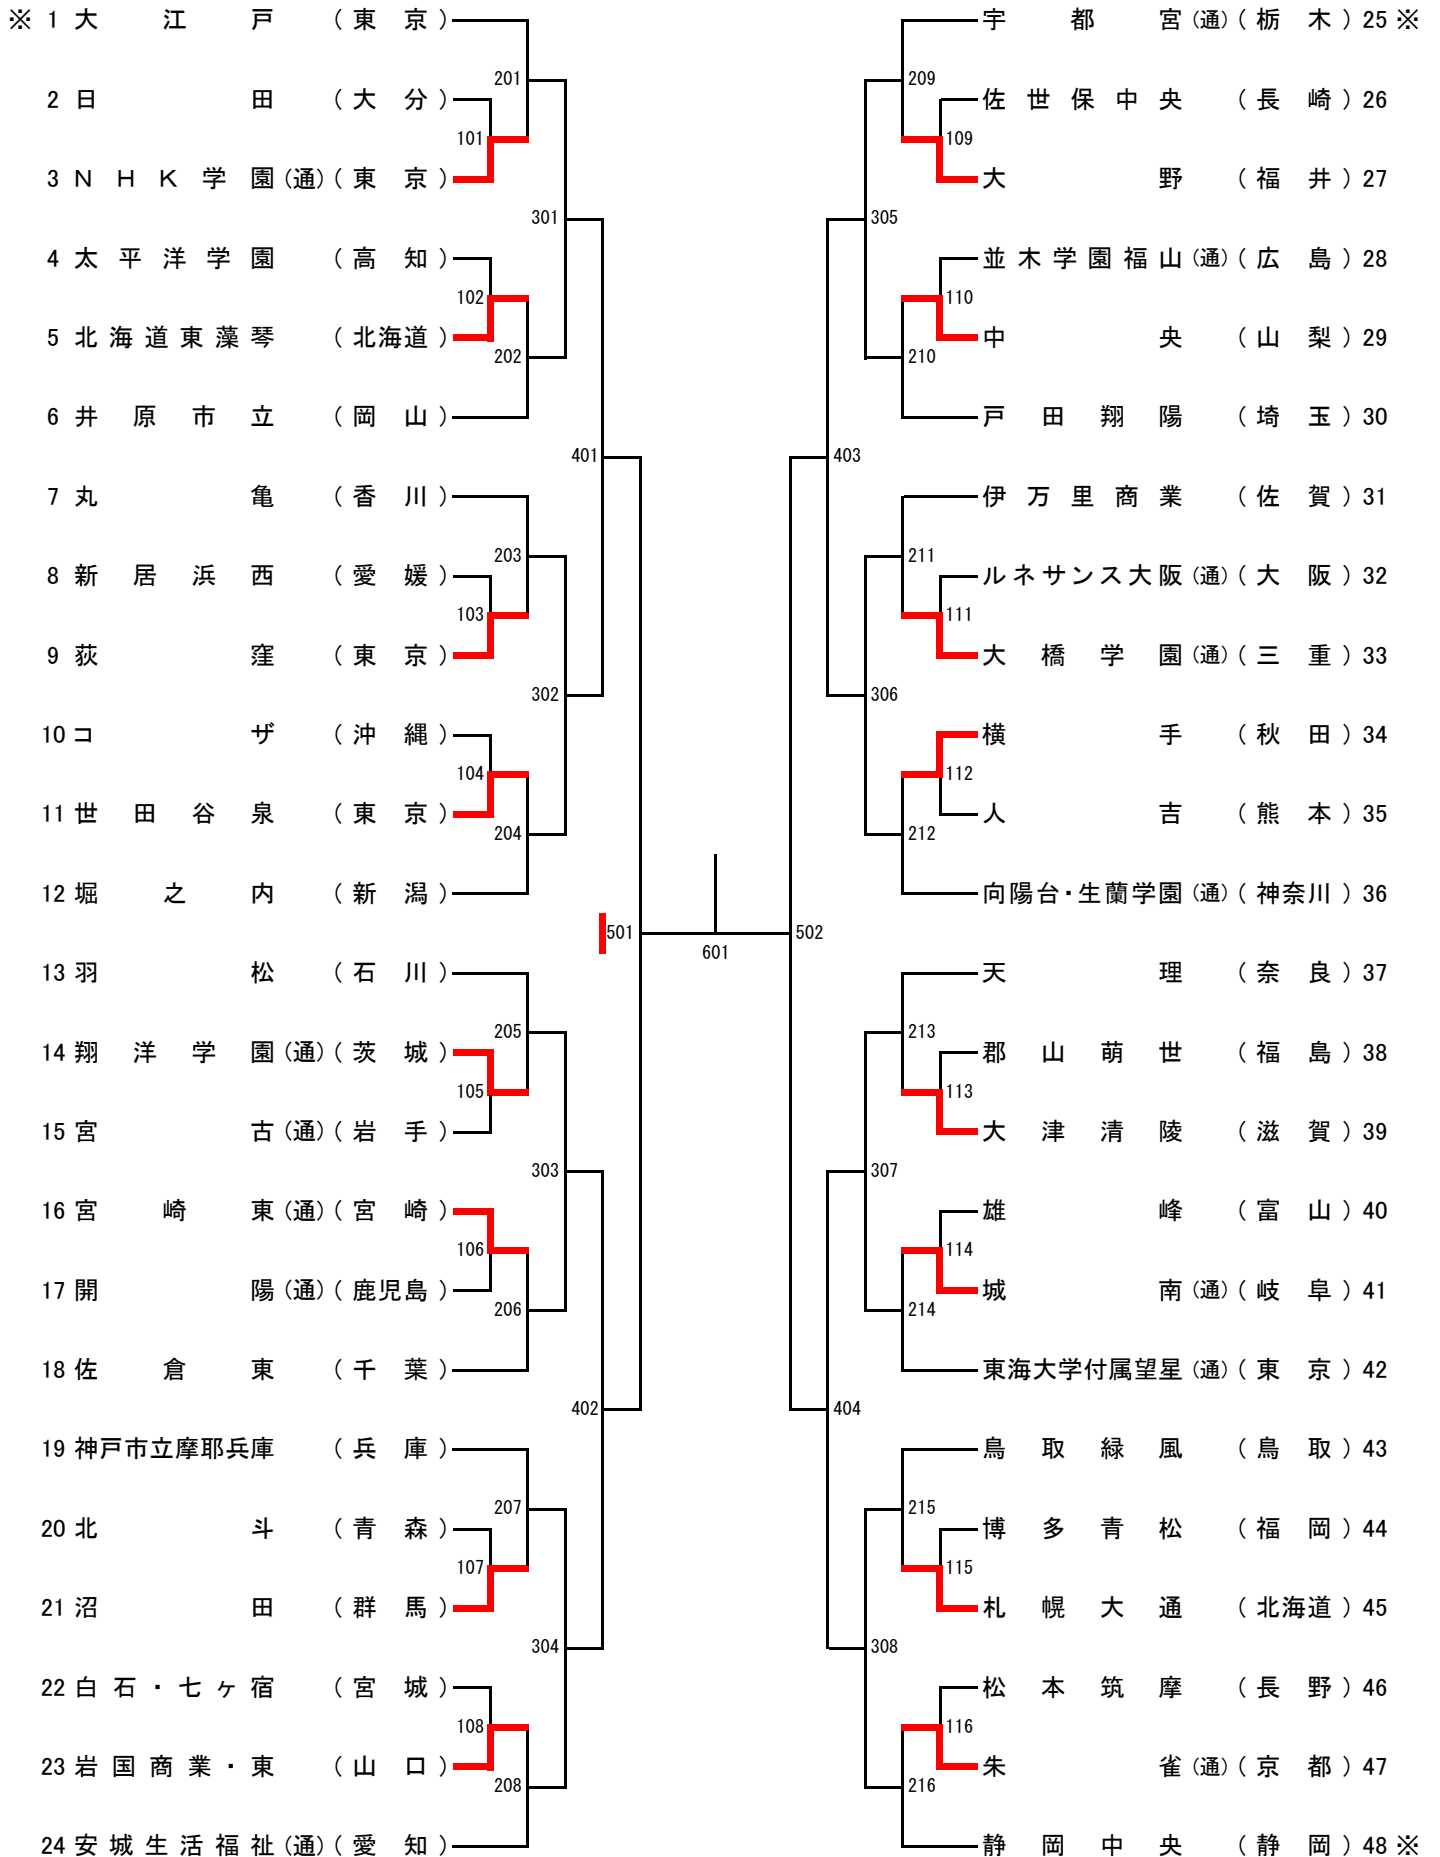 ※ 1 大江戸 (東京)
201
2 日田 (大分)
101
3 NHK学園(通)(東京)
301
4 太平洋学園 (高知)
102
5 北海道東藻琴 (北海道)
202
6 井原市立 (岡山)
401
7 丸亀 (香川)
203
8 新居浜西 (愛媛)
103
9 荻窪 (東京)
302
10 コザ (沖縄)
104
11 世田谷泉 (東京)
204
12 堀之内 (新潟)
501
13 羽松 (石川)
205
14 翔洋学園(通)(茨城)
105
15 宮古(通)(岩手)
303
16 宮崎東(通)(宮崎)
106
17 開陽(通)(鹿児島)
206
18 佐倉東 (千葉)
402
19 神戸市立摩耶兵庫 (兵庫)
207
20 北斗 (青森)
107
21 沼田 (群馬)
304
22 白石・七ヶ宿 (宮城)
108
23 岩国商業・東 (山口)
208
24 安城生活福祉(通)(愛知)
601
宇都宮(通)(栃木) 25 ※
209
佐世保中央 (長崎) 26
109
大野 (福井) 27
305
並木学園福山(通)(広島) 28
110
中央 (山梨) 29
210
戸田翔陽 (埼玉) 30
403
伊万里商業 (佐賀) 31
211
ルネサンス大阪(通)(大阪) 32
111
大橋学園(通)(三重) 33
306
横手 (秋田) 34
112
人吉 (熊本) 35
212
向陽台・生蘭学園(通)(神奈川) 36
502
天理 (奈良) 37
213
郡山萌世 (福島) 38
113
大津清陵 (滋賀) 39
307
雄峰 (富山) 40
114
城南(通)(岐阜) 41
214
東海大学付属望星(通)(東京) 42
404
鳥取緑風 (鳥取) 43
215
博多青松 (福岡) 44
115
札幌大通 (北海道) 45
308
松本筑摩 (長野) 46
116
朱雀(通)(京都) 47
216
静岡中央 (静岡) 48 ※